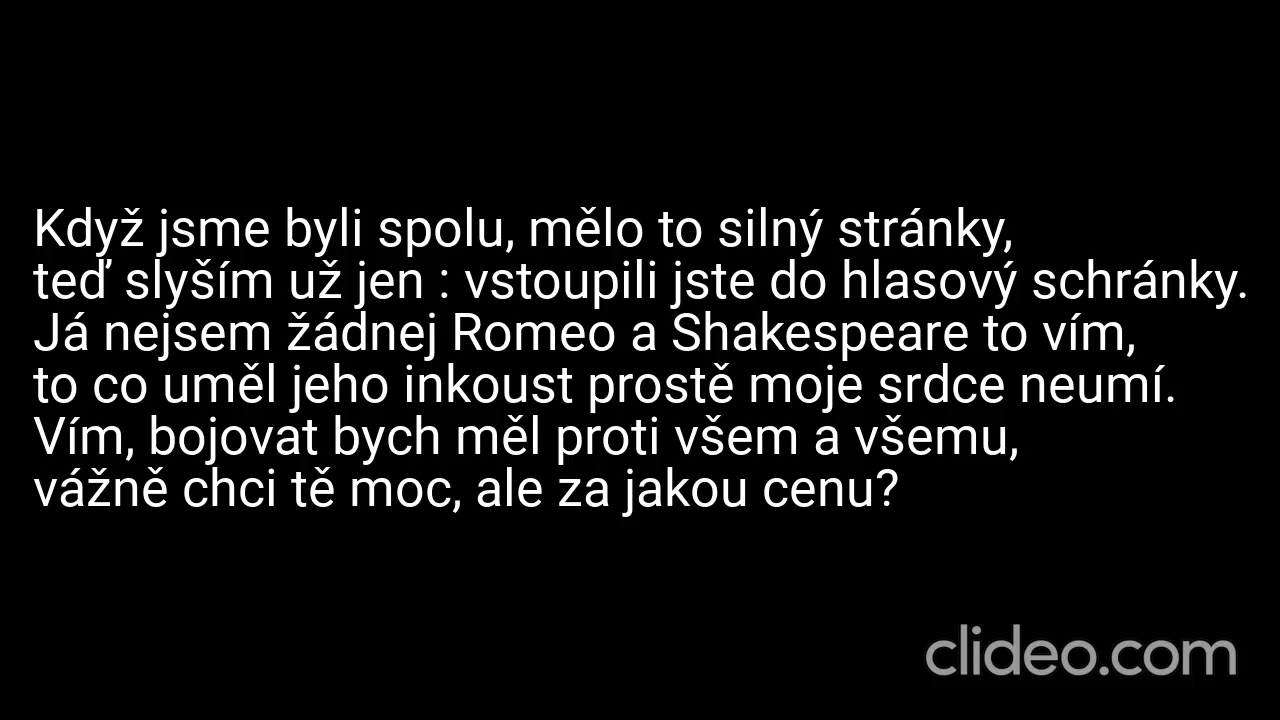 Když jsme byli spolu, mělo to silný stránky,
teď slyším už jen : vstoupili jste do hlasový schránky.
Já nejsem žádnej Romeo a Shakespeare to vím,
to co uměl jeho inkoust prostě moje srdce neumí.
Vím, bojovat bych měl proti všem a všemu,
vážně chci tě moc, ale za jakou cenu?
clideo.com